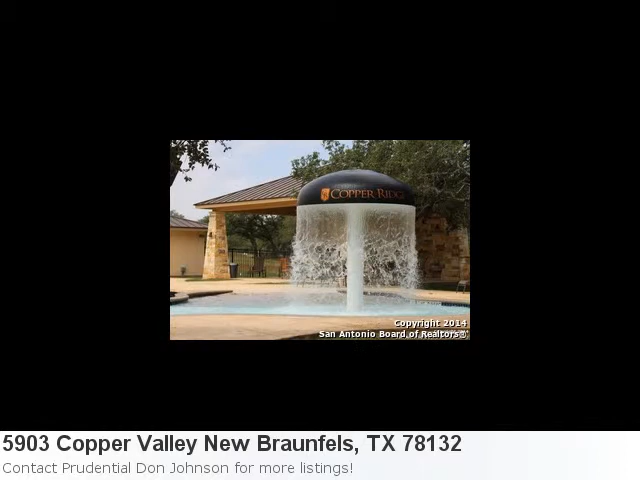 COPPER RIDGE
Copyright 2014
San Antonio Board of Realtors®
5903 Copper Valley New Braunfels, TX 78132
Contact Prudential Don Johnson for more listings!